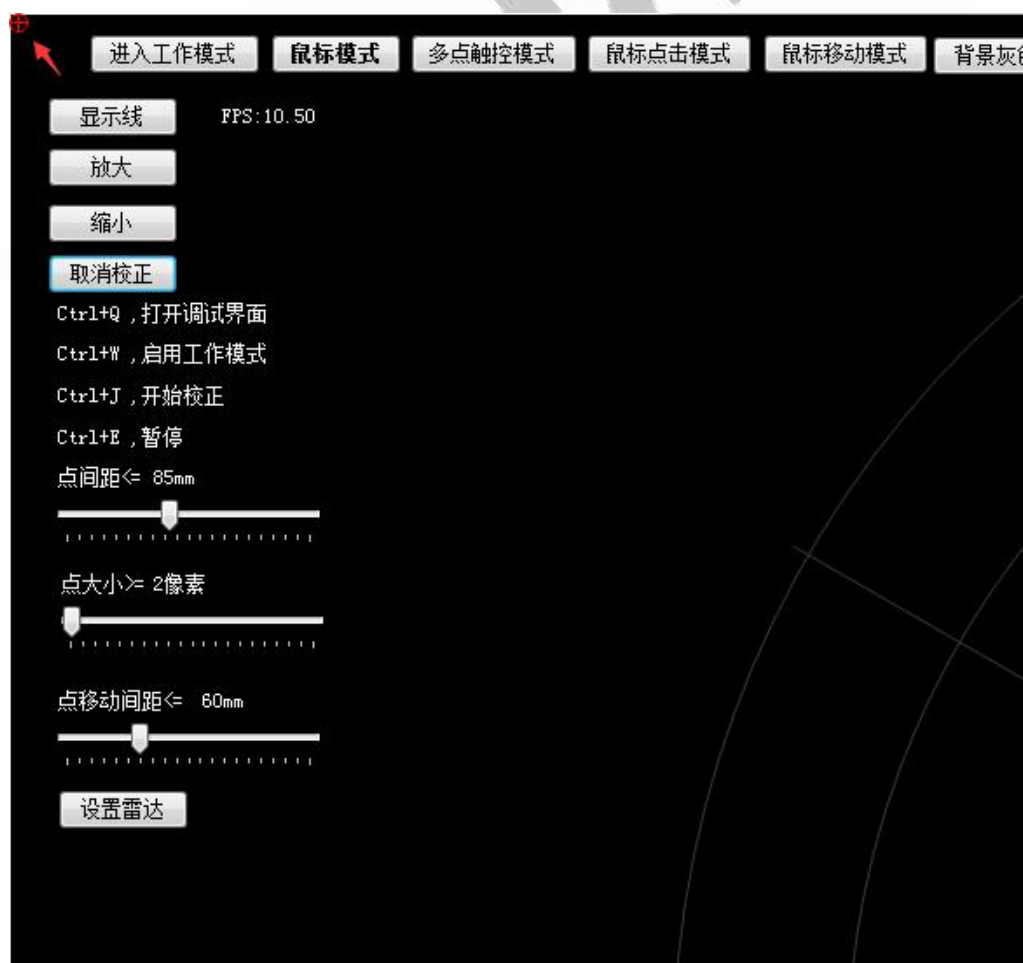 进入工作模式 鼠标模式 多点触控模式 鼠标点击模式 鼠标移动模式 背景灰
显示线 FPS:10.50
放大
缩小
取消校正
Ctrl+Q ,打开调试界面
Ctrl+W ,启用工作模式
Ctrl+J ,开始校正
Ctrl+E ,暂停
点间距<= 85mm
点大小>= 2像素
点移动间距<= 60mm
设置雷达